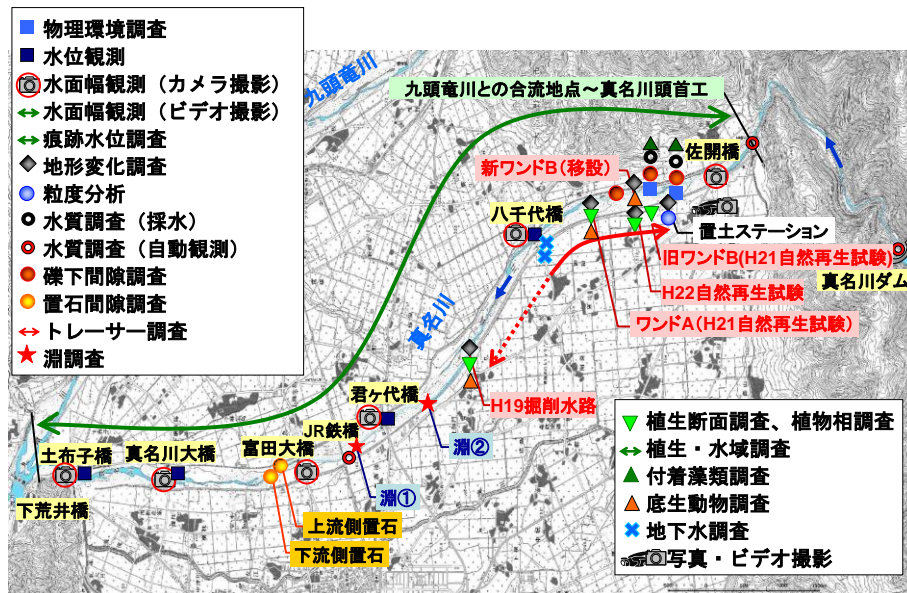 物理環境調査
水位観測
水面幅観測（カメラ撮影）
水面幅観測（ビデオ撮影）
痕跡水位調査
地形変化調査
粒度分析
水質調査（採水）
水質調査（自動観測）
礫下間隙調査
置石間隙調査
トレーサー調査
淵調査
九頭竜川
九頭竜川との合流地点～真名川頭首工
佐開橋
新ワンドB（移設）
八千代橋
置土ステーション
旧ワンドB（H21自然再生試験）
真名川ダム
H22自然再生試験
ワンドA（H21自然再生試験）
真名川
H19掘削水路
君ヶ代橋
JR鉄橋
淵②
富田大橋
真名川大橋
土布子橋
淵①
下荒井橋
上流側置石
下流側置石
植生断面調査、植物相調査
植生・水域調査
付着藻類調査
底生動物調査
地下水調査
写真・ビデオ撮影